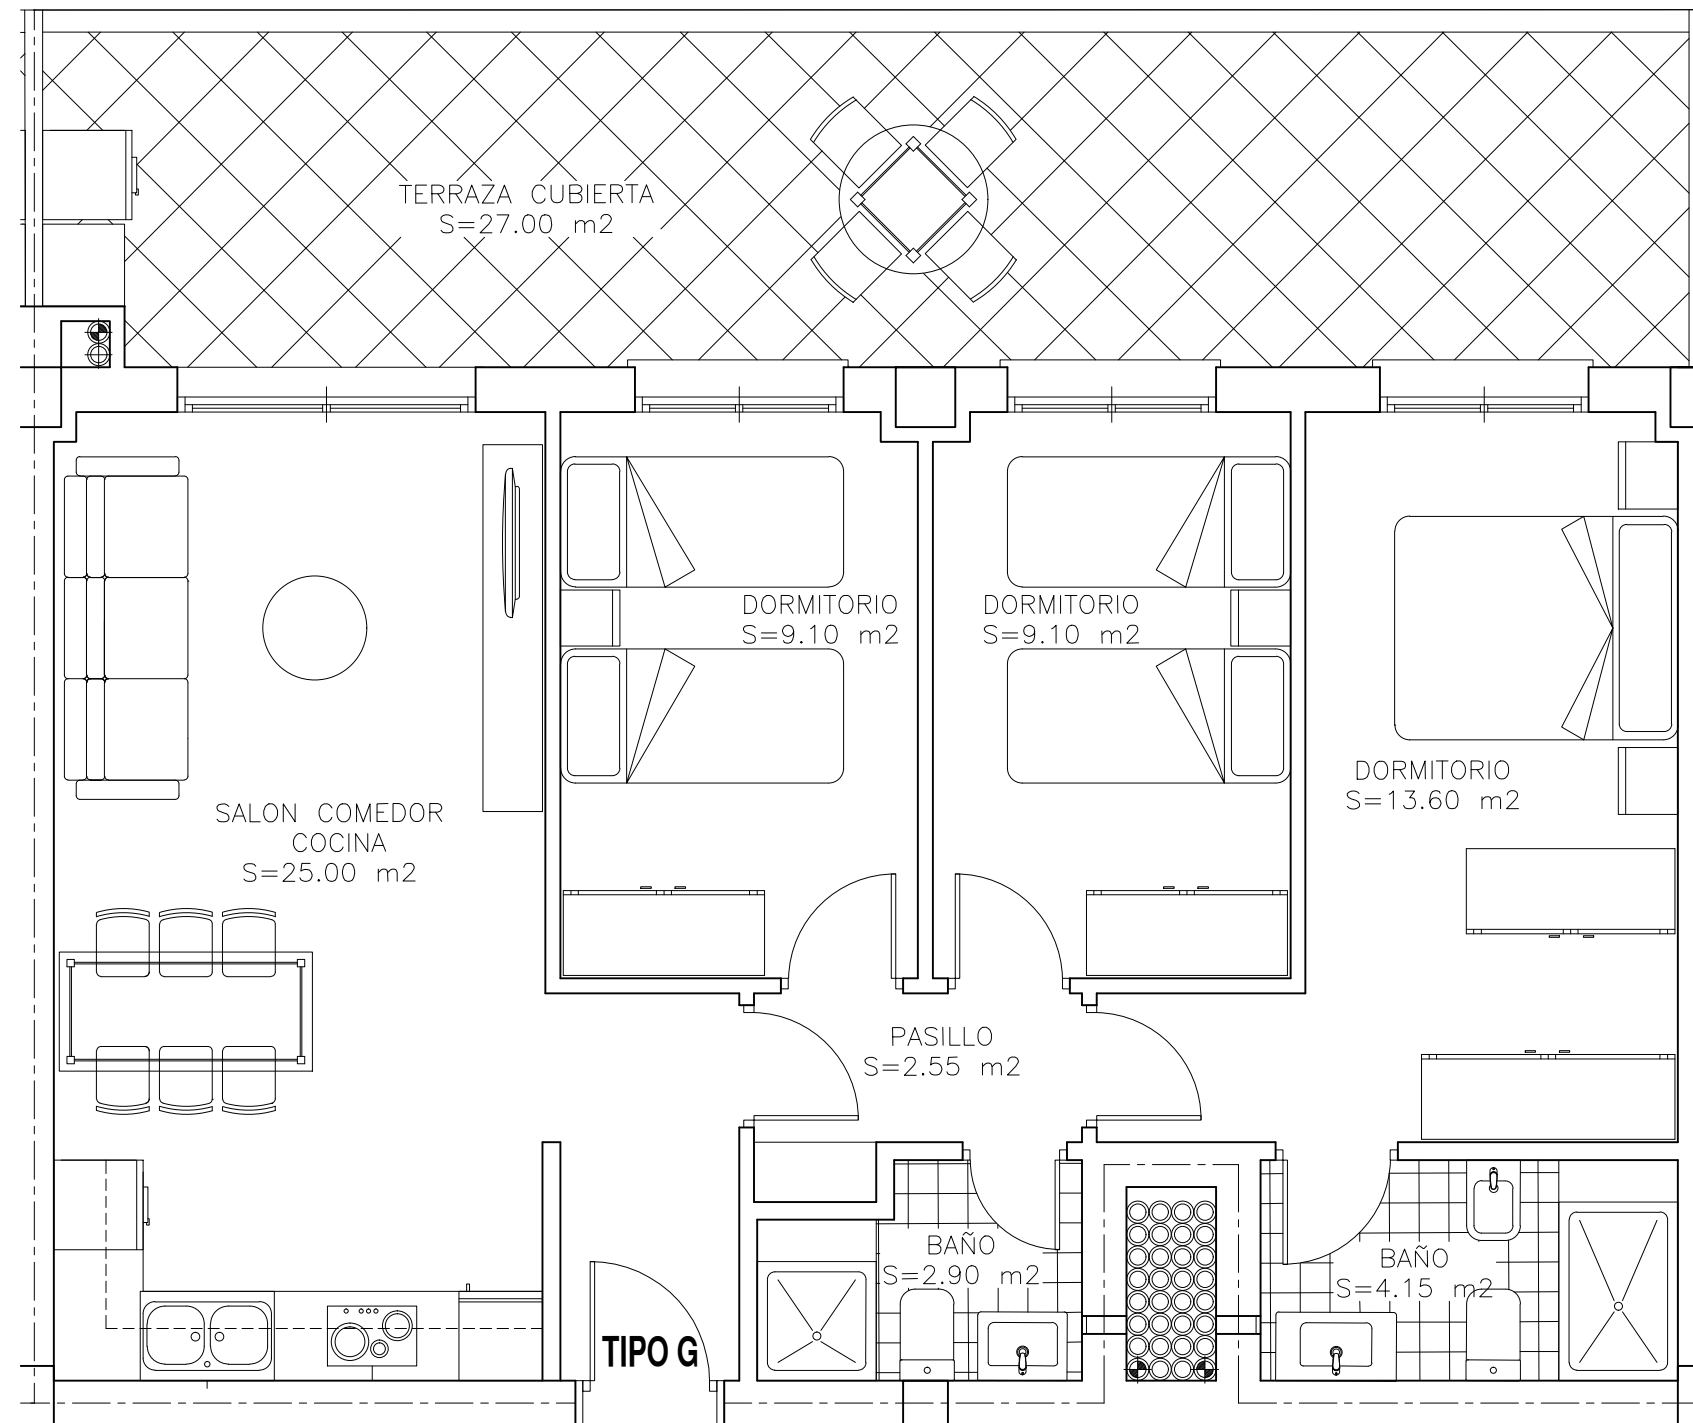 TERRAZA CUBIERTA
S=27.00 m2
DORMITORIO
S=9.10 m2
DORMITORIO
S=9.10 m2
DORMITORIO
S=13.60 m2
SALON COMEDOR
COCINA
S=25.00 m2
PASILLO
S=2.55 m2
BAÑO
S=2.90 m2
BAÑO
S=4.15 m2
TIPO G